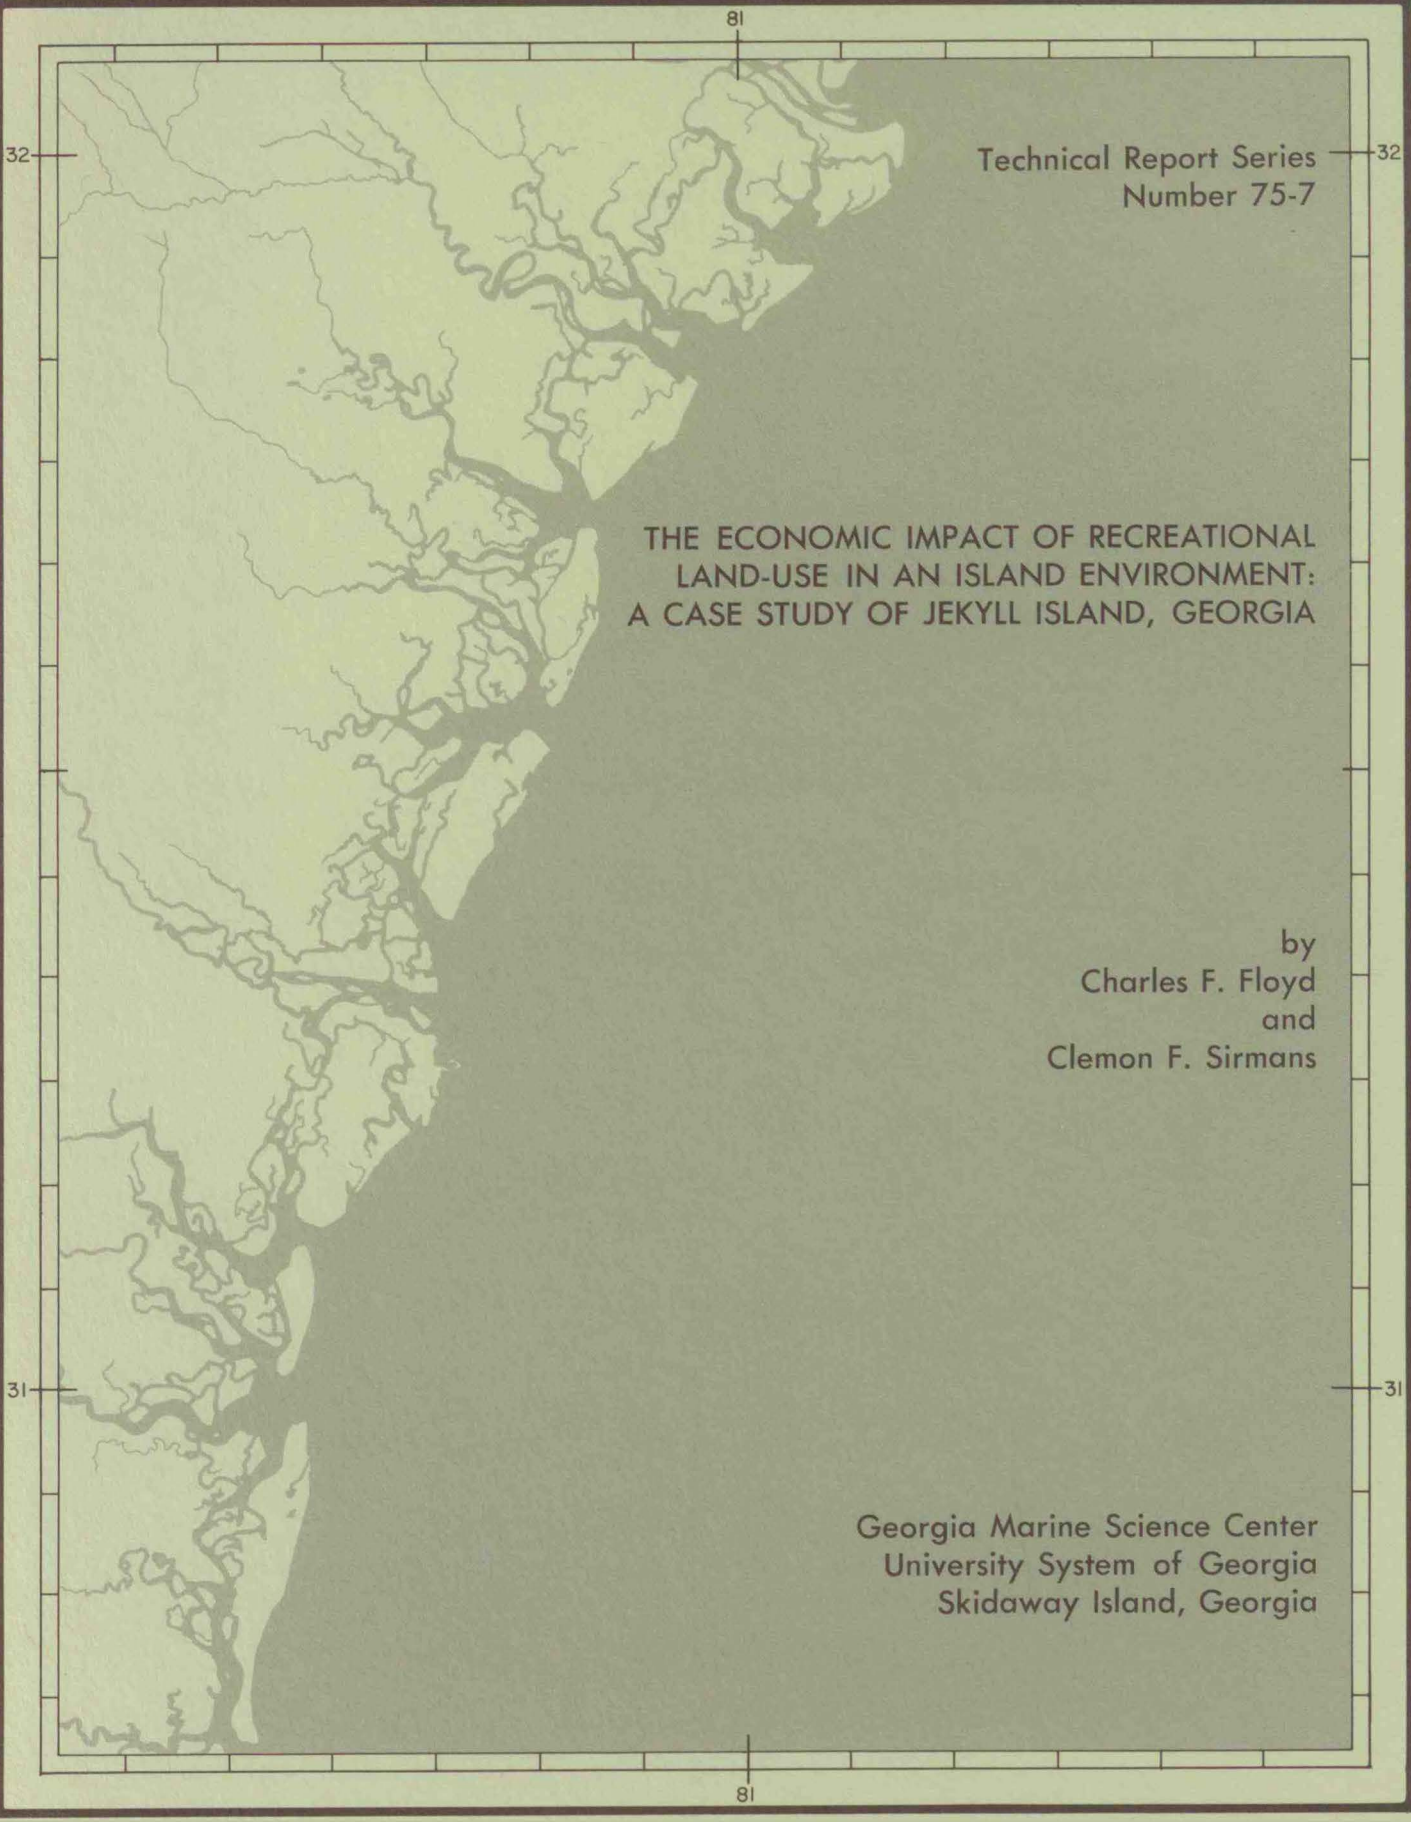 81
32
Technical Report Series
32
Number 75-7
THE ECONOMIC IMPACT OF RECREATIONAL
LAND-USE IN AN ISLAND ENVIRONMENT:
A CASE STUDY OF JEKYLL ISLAND, GEORGIA
by
Charles F. Floyd
and
Clemon F. Sirmans
31
31
Georgia Marine Science Center
University System of Georgia
Skidaway Island, Georgia
81